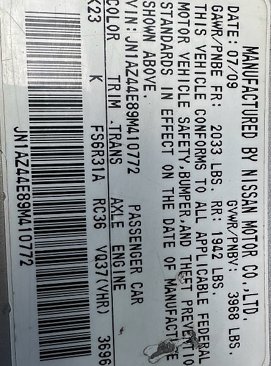 MANUFACTURED BY NISSAN MOTOR CO.,LTD.
DATE: 07/09 GVWR/PNBV: 3968 LBS.
GAWR/PNBE FR: 2033 LBS. RR: 1942 LBS.
THIS VEHICLE CONFORMS TO ALL APPLICABLE FEDERAL
MOTOR VEHICLE SAFETY,BUMPER,AND THEFT PREVENTIO
STANDARDS IN EFFECT ON THE DATE OF MANUFACTURE
SHOWN ABOVE.
VIN:JN1AZ44E89M410772 PASSENGER CAR
COLOR TRIM .TRANS AXLE ENGINE
K23 K FS6R31A RC36 VQ37(VHR) 3696
JN1AZ44E89M410772